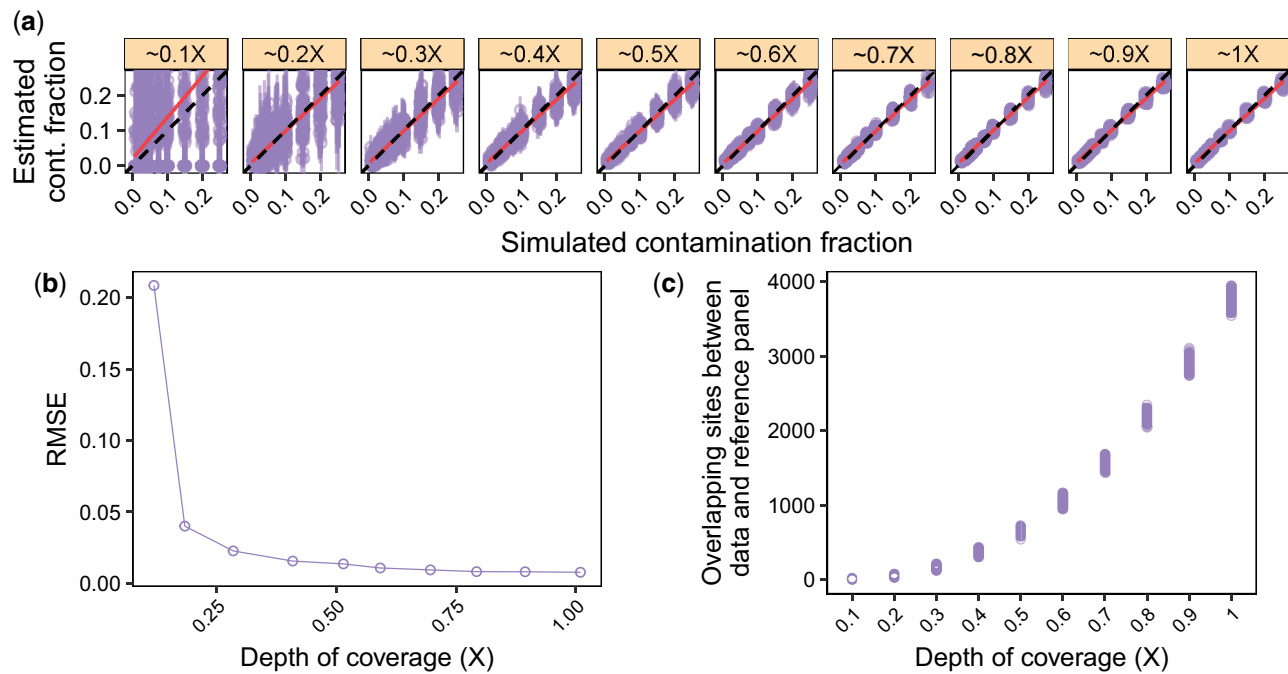 (a)
~0.1X ~0.2X ~0.3X ~0.4X ~0.5X ~0.6X ~0.7X ~0.8X ~0.9X ~1X
Estimated
cont. fraction
0.2
0.1
0.0
0.0 0.1 0.2 0.0 0.1 0.2 0.0 0.1 0.2 0.0 0.1 0.2 0.0 0.1 0.2 0.0 0.1 0.2 0.0 0.1 0.2 0.0 0.1 0.2 0.0 0.1 0.2 0.0 0.1 0.2
Simulated contamination fraction
(b)
RMSE
0.20
0.15
0.10
0.05
0.00
0.25 0.50 0.75 1.00
Depth of coverage (X)
(c)
Overlapping sites between
data and reference panel
4000
3000
2000
1000
0
0.1 0.2 0.3 0.4 0.5 0.6 0.7 0.8 0.9 1
Depth of coverage (X)